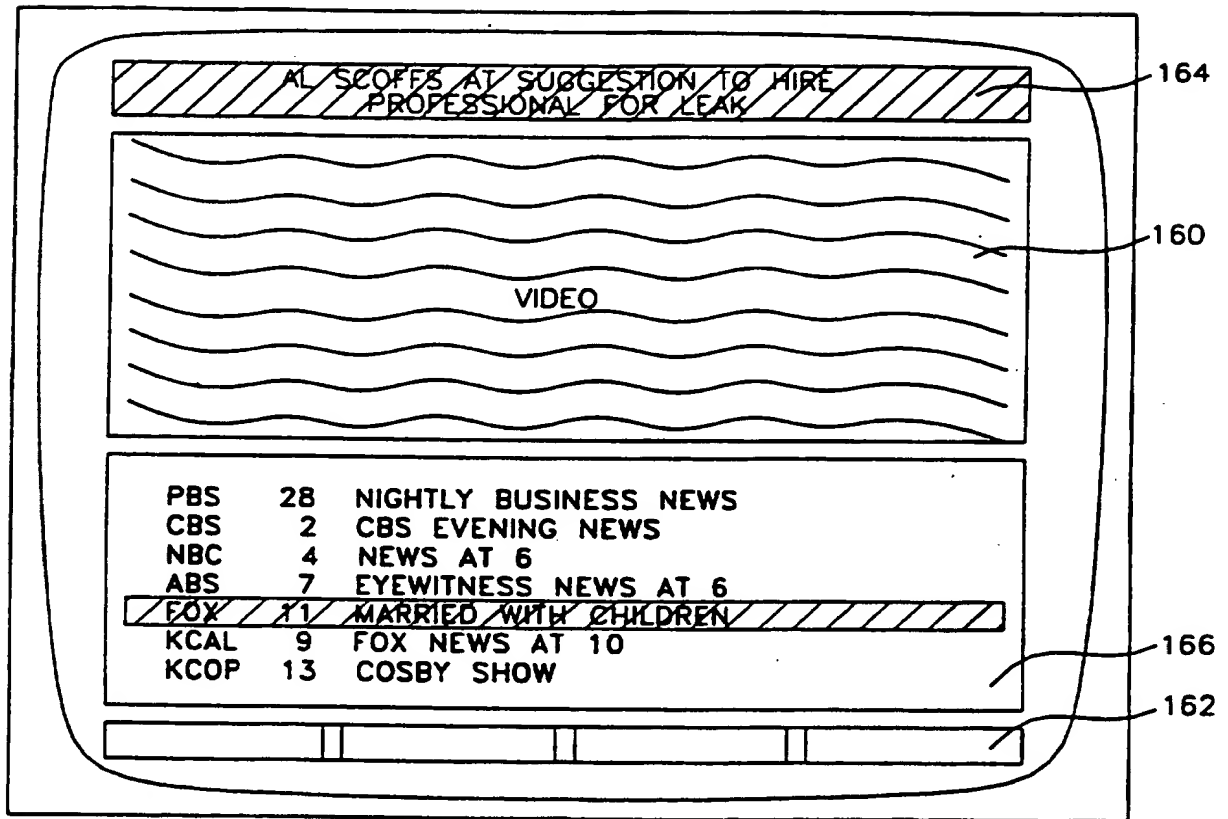 AL SCOFFS AT SUGGESTION TO HIRE
PROFESSIONAL FOR LEAK
164
160
VIDEO
PBS 28 NIGHTLY BUSINESS NEWS
CBS 2 CBS EVENING NEWS
NBC 4 NEWS AT 6
ABS 7 EYEWITNESS NEWS AT 6
FOX 11 MARRIED WITH CHILDREN
KCAL 9 FOX NEWS AT 10
KCOP 13 COSBY SHOW
166
162